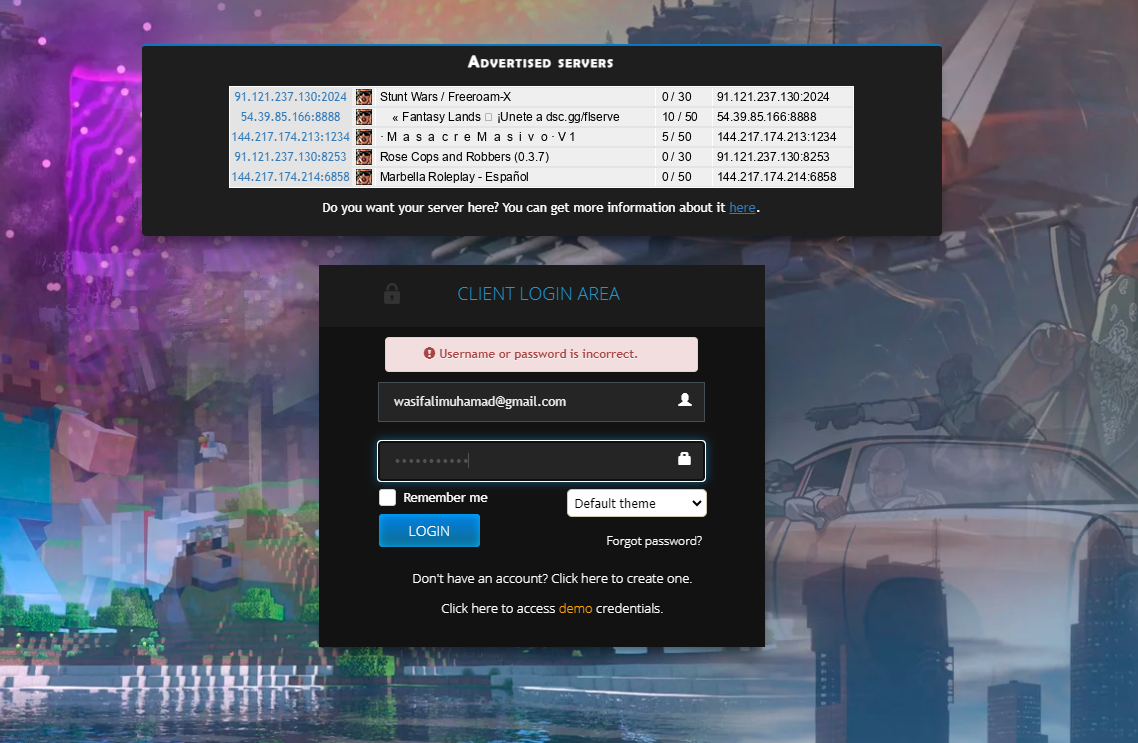 Advertised servers
91.121.237.130:2024 Stunt Wars / Freeroam-X 0 / 30 91.121.237.130:2024
54.39.85.166:8888 « Fantasy Lands ¡Unete a dsc.gg/flserve 10 / 50 54.39.85.166:8888
144.217.174.213:1234 · M a s a c r e M a s i v o · V 1 5 / 50 144.217.174.213:1234
91.121.237.130:8253 Rose Cops and Robbers (0.3.7) 0 / 30 91.121.237.130:8253
144.217.174.214:6858 Marbella Roleplay - Español 0 / 50 144.217.174.214:6858
Do you want your server here? You can get more information about it here.
CLIENT LOGIN AREA
Username or password is incorrect.
wasifalimuhamad@gmail.com
Remember me
Default theme
LOGIN
Forgot password?
Don't have an account? Click here to create one.
Click here to access demo credentials.